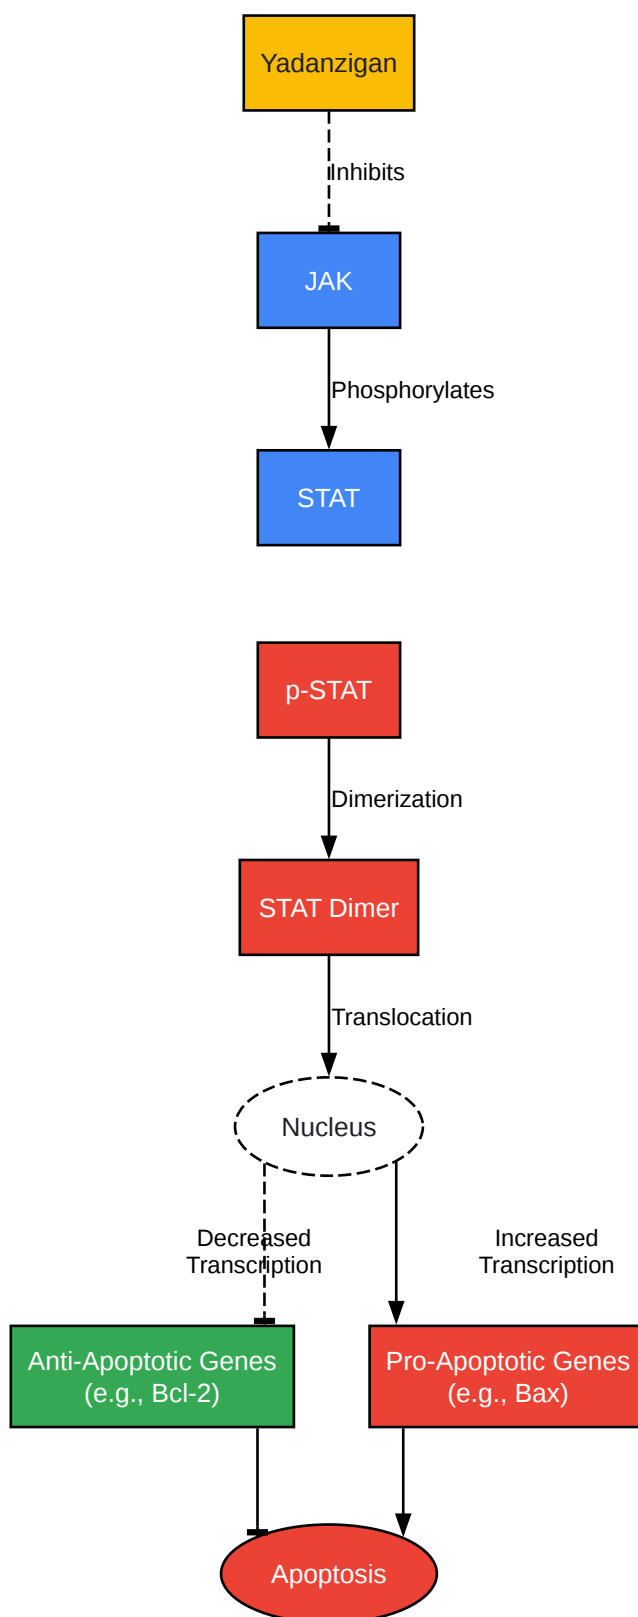 Yadanzigan
Inhibits
JAK
Phosphorylates
STAT
p-STAT
Dimerization
STAT Dimer
Translocation
Nucleus
Decreased
Transcription
Increased
Transcription
Anti-Apoptotic Genes
(e.g., Bcl-2)
Pro-Apoptotic Genes
(e.g., Bax)
Apoptosis